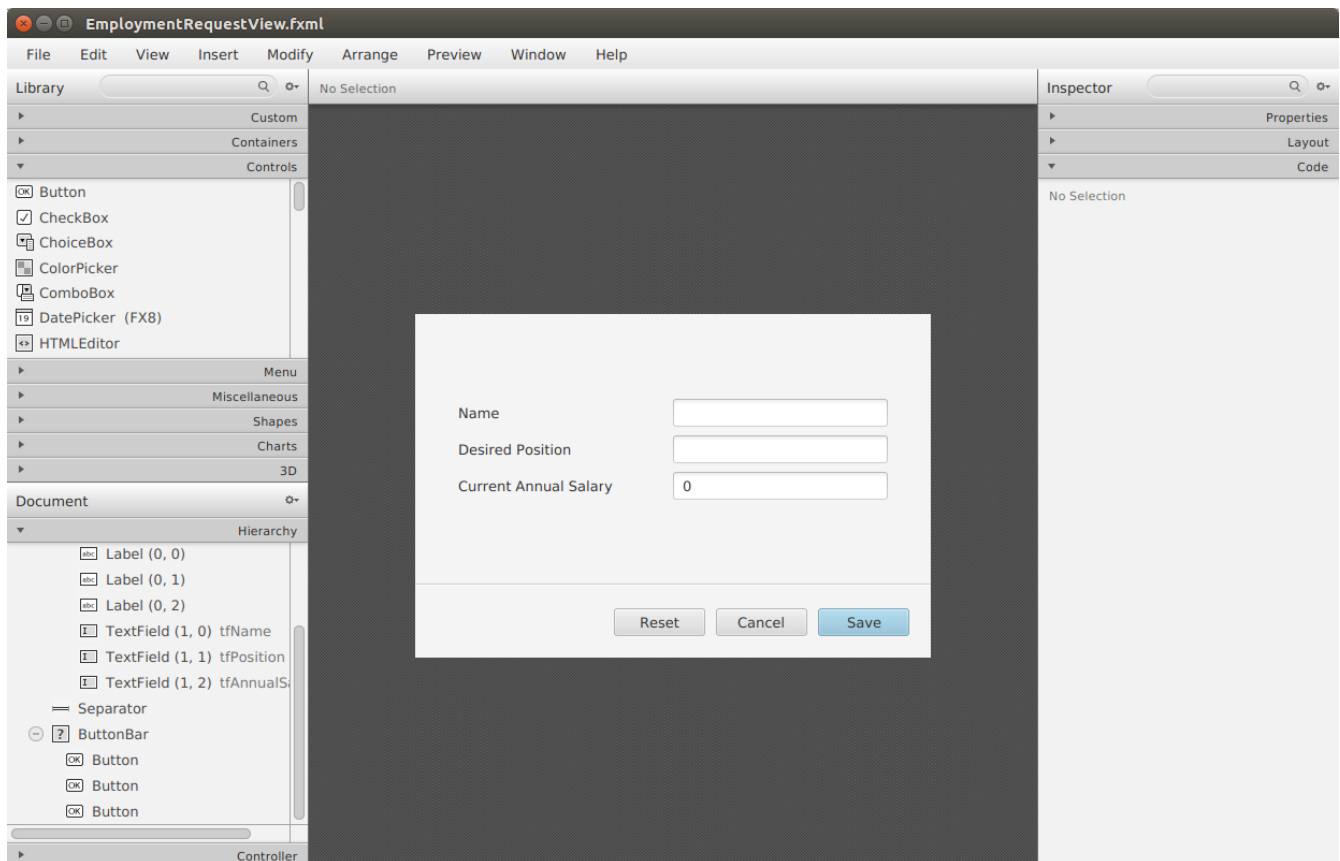 EmploymentRequestView.fxml
File Edit View Insert Modify Arrange Preview Window Help
Library
No Selection
Inspector
Custom
Containers
Controls
OK Button
CheckBox
ChoiceBox
ColorPicker
ComboBox
19 DatePicker (FX8)
<> HTMLEditor
Menu
Miscellaneous
Shapes
Charts
3D
Document
Hierarchy
abc Label (0, 0)
abc Label (0, 1)
abc Label (0, 2)
I TextField (1, 0) tfName
I TextField (1, 1) tfPosition
I TextField (1, 2) tfAnnualSa
Separator
? ButtonBar
OK Button
OK Button
OK Button
Controller
Name
Desired Position
Current Annual Salary 0
Reset Cancel Save
Properties
Layout
Code
No Selection